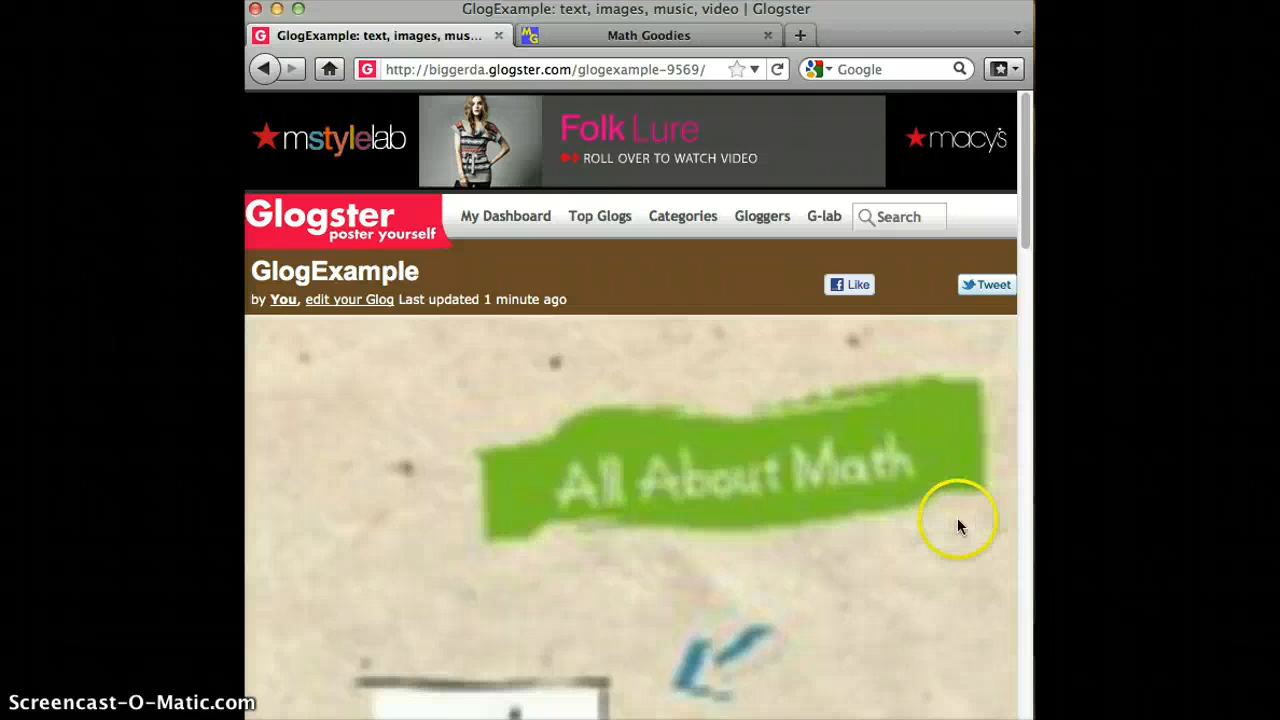 GlogExample: text, images, music, video | Glogster
GlogExample: text, images, mus...
Math Goodies
http://biggerda.glogster.com/glogexample-9569/
Google
mstylelab
Folk Lure
ROLL OVER TO WATCH VIDEO
macy's
Glogster
poster yourself
My Dashboard Top Glogs Categories Gloggers G-lab Search
GlogExample
by You, edit your Glog Last updated 1 minute ago
Like
Tweet
All About Math
Screencast-O-Matic.com